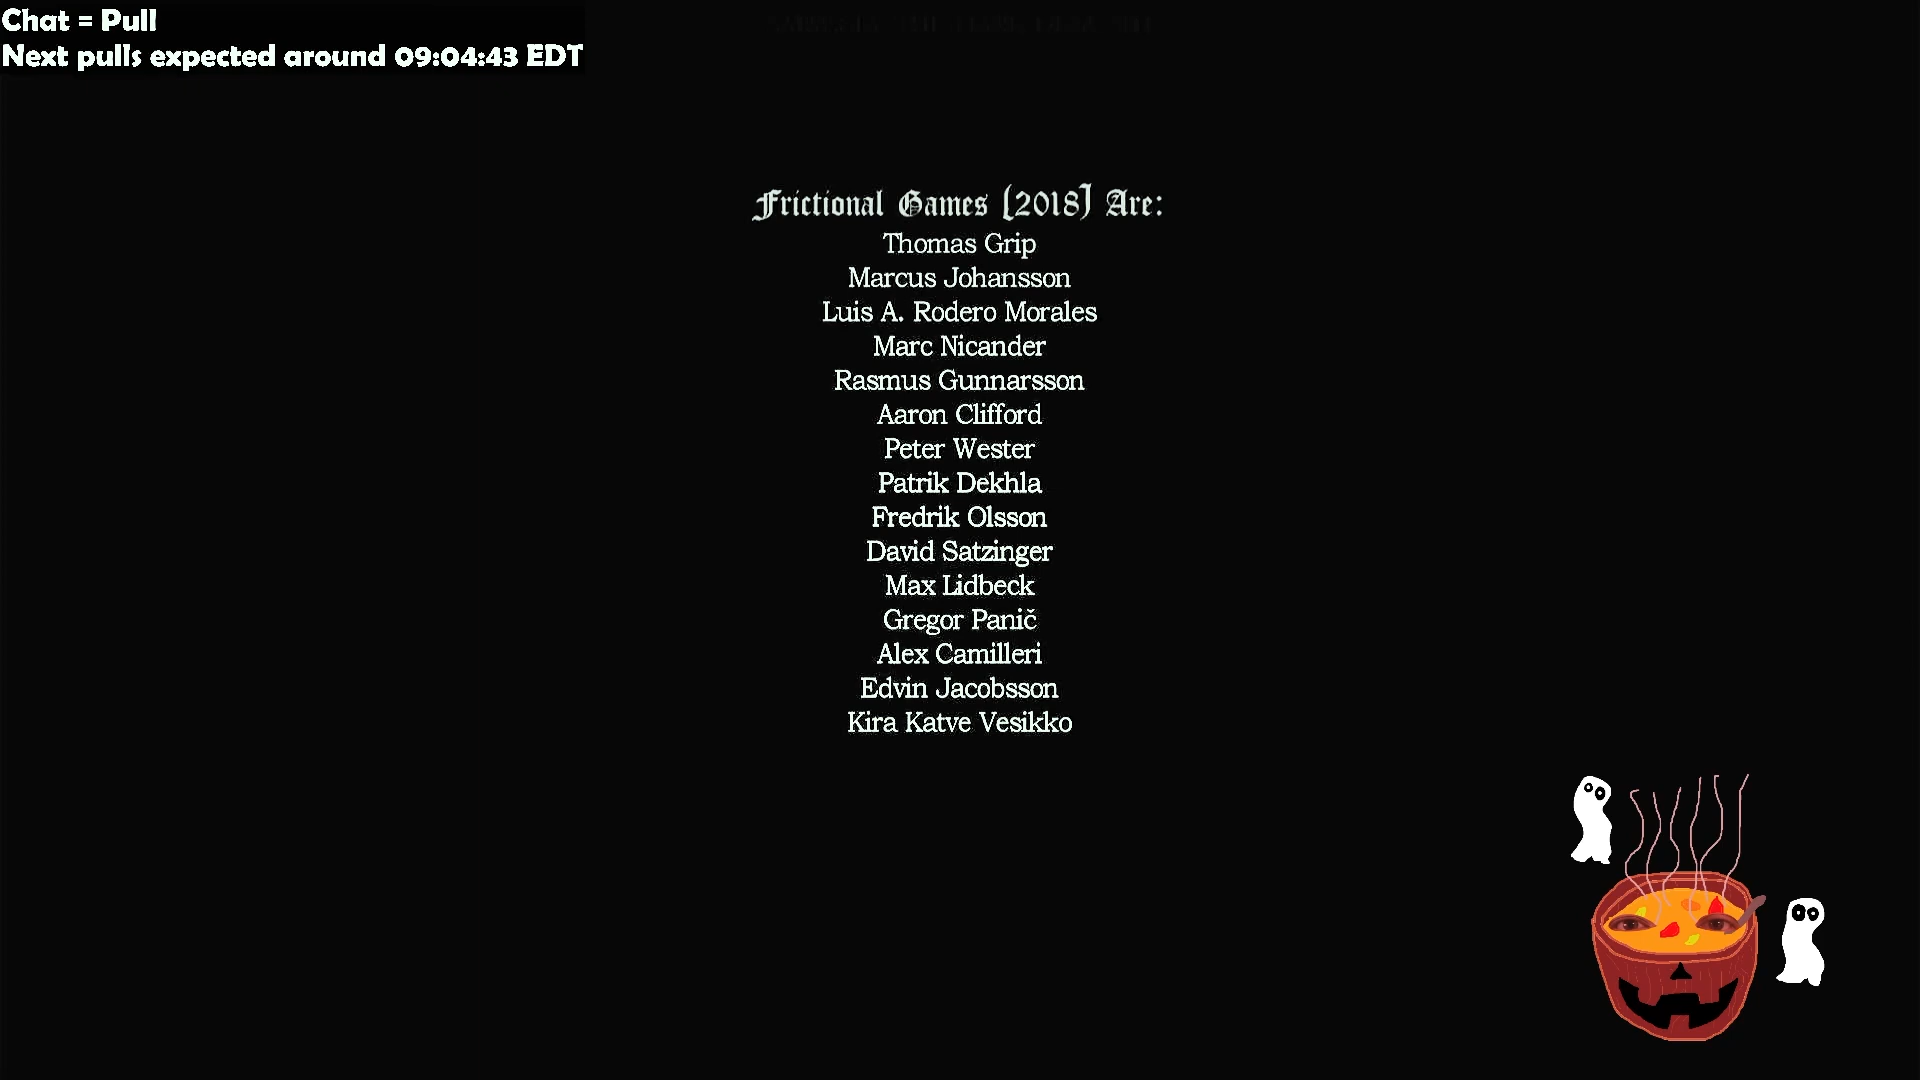 Chat = Pull
Next pulls expected around 09:04:43 EDT
Frictional Games [2018] Are:
Thomas Grip
Marcus Johansson
Luis A. Rodero Morales
Marc Nicander
Rasmus Gunnarsson
Aaron Clifford
Peter Wester
Patrik Dekhla
Fredrik Olsson
David Satzinger
Max Lidbeck
Gregor Panič
Alex Camilleri
Edvin Jacobsson
Kira Katve Vesikko